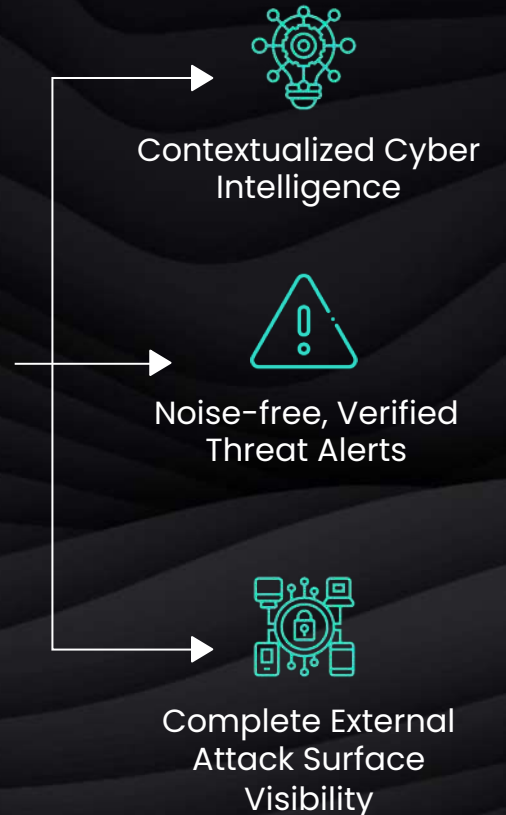 Contextualized Cyber
Intelligence
Noise-free, Verified
Threat Alerts
Complete External
Attack Surface
Visibility